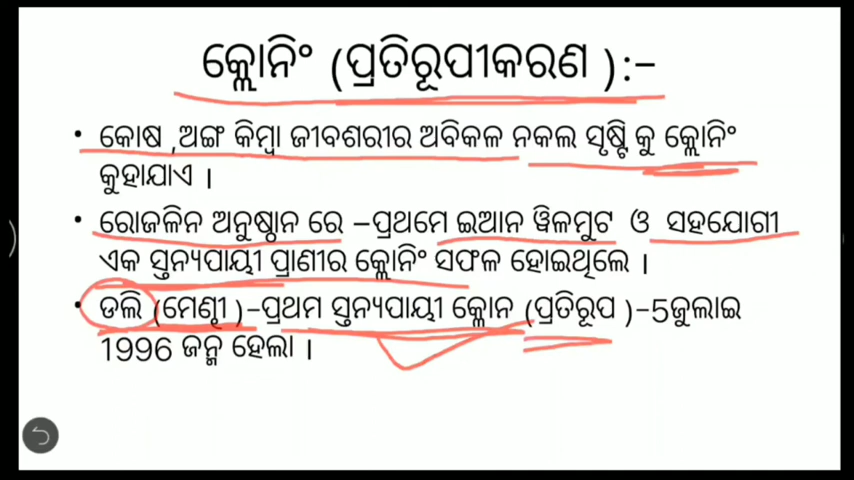 କ୍ଲୋନିଂ (ପ୍ରତିରୂପୀକରଣ ):-
• କୋଷ ,ଅଙ୍ଗ କିମ୍ବା ଜୀବଶରୀର ଅବିକଳ ନକଲ ସୃଷ୍ଟି କୁ କ୍ଲୋନିଂ
କୁହାଯାଏ ।
• ରୋଜଲିନ ଅନୁଷ୍ଠାନ ରେ –ପ୍ରଥମେ ଇଆନ ୱିଲମୁଟ ଓ ସହଯୋଗୀ
ଏକ ସ୍ତନ୍ୟପାୟୀ ପ୍ରାଣୀର କ୍ଲୋନିଂ ସଫଳ ହୋଇଥିଲେ ।
• ଡଲି (ମେଣ୍ଢୀ )–ପ୍ରଥମ ସ୍ତନ୍ୟପାୟୀ କ୍ଳୋନ (ପ୍ରତିରୂପ )–5ଜୁଲାଇ
1996 ଜନ୍ମ ହେଲା ।